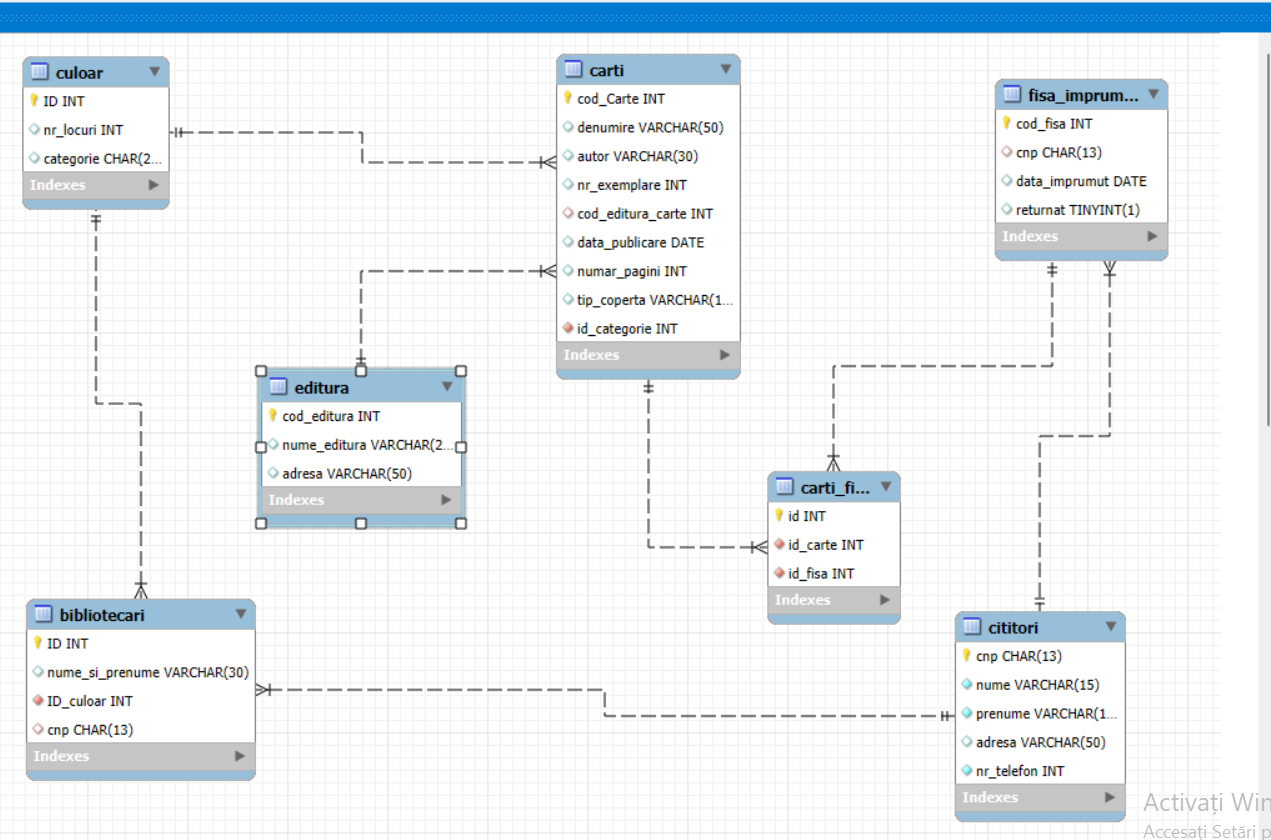 culoar
ID INT
nr_locuri INT
categorie CHAR(2...
Indexes
carti
cod_Carte INT
denumire VARCHAR(50)
autor VARCHAR(30)
nr_exemplare INT
cod_editura_carte INT
data_publicare DATE
numar_pagini INT
tip_coperta VARCHAR(1...
id_categorie INT
Indexes
fisa_imprum...
cod_fisa INT
cnp CHAR(13)
data_imprumut DATE
returnat TINYINT(1)
Indexes
editura
cod_editura INT
nume_editura VARCHAR(2...
adresa VARCHAR(50)
Indexes
carti_fi...
id INT
id_carte INT
id_fisa INT
Indexes
bibliotecari
ID INT
nume_si_prenume VARCHAR(30)
ID_culoar INT
cnp CHAR(13)
Indexes
cititori
cnp CHAR(13)
nume VARCHAR(15)
prenume VARCHAR(1...
adresa VARCHAR(50)
nr_telefon INT
Indexes
Activați Win
Accesați Setări p